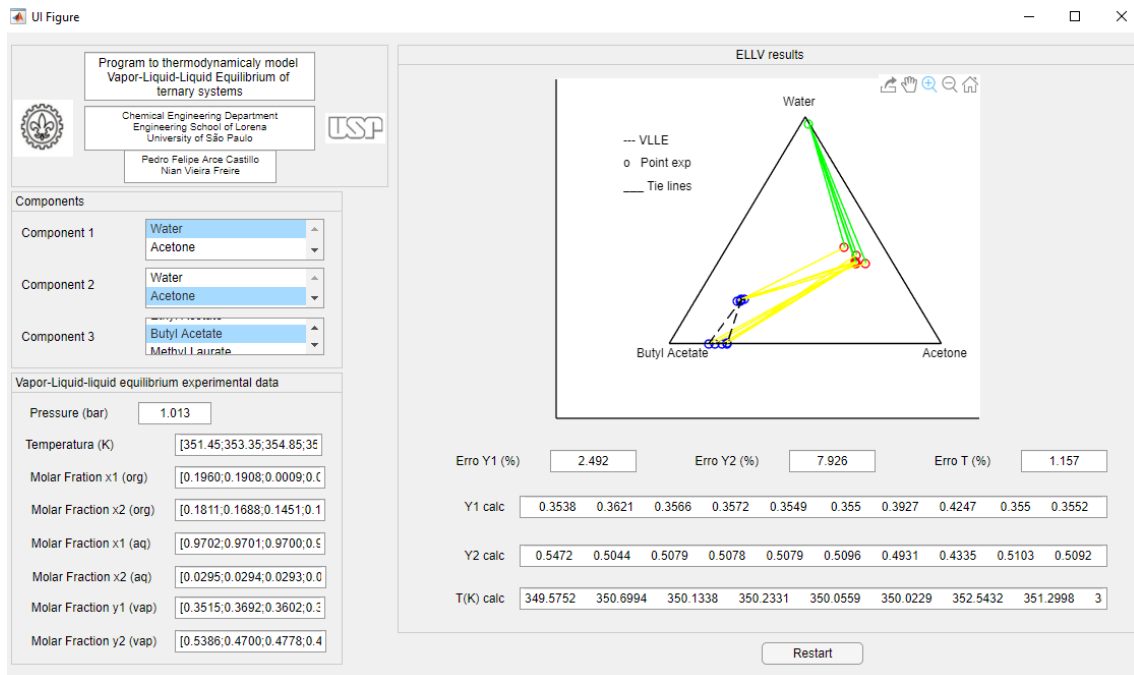 UI Figure
Program to thermodynamicaly model
Vapor-Liquid-Liquid Equilibrium of
ternary systems
Chemical Engineering Department
Engineering School of Lorena
University of São Paulo
USP
Pedro Felipe Arce Castillo
Nian Vieira Freire
Components
Component 1
Water
Acetone
Component 2
Water
Acetone
Component 3
Butyl Acetate
Methyl Laurate
Vapor-Liquid-liquid equilibrium experimental data
Pressure (bar) 1.013
Temperatura (K) [351.45;353.35;354.85;35
Molar Fration x1 (org) [0.1960;0.1908;0.0009;0.0
Molar Fraction x2 (org) [0.1811;0.1688;0.1451;0.1
Molar Fraction x1 (aq) [0.9702;0.9701;0.9700;0.9
Molar Fraction x2 (aq) [0.0295;0.0294;0.0293;0.0
Molar Fraction y1 (vap) [0.3515;0.3692;0.3602;0.3
Molar Fraction y2 (vap) [0.5386;0.4700;0.4778;0.4
ELLV results
Water
--- VLLE
o Point exp
___ Tie lines
Butyl Acetate
Acetone
Erro Y1 (%) 2.492 Erro Y2 (%) 7.926 Erro T (%) 1.157
Y1 calc 0.3538 0.3621 0.3566 0.3572 0.3549 0.355 0.3927 0.4247 0.355 0.3552
Y2 calc 0.5472 0.5044 0.5079 0.5078 0.5079 0.5096 0.4931 0.4335 0.5103 0.5092
T(K) calc 349.5752 350.6994 350.1338 350.2331 350.0559 350.0229 352.5432 351.2998 3
Restart